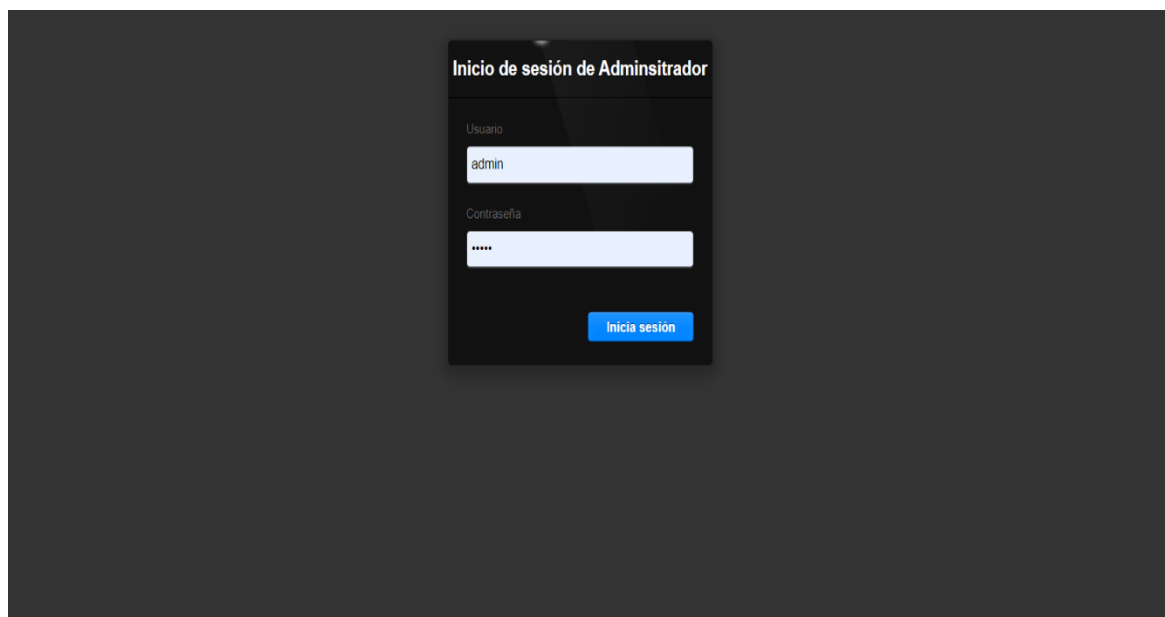 Inicio de sesión de Adminsitrador
Usuario
admin
Contraseña
•••••
Inicia sesión